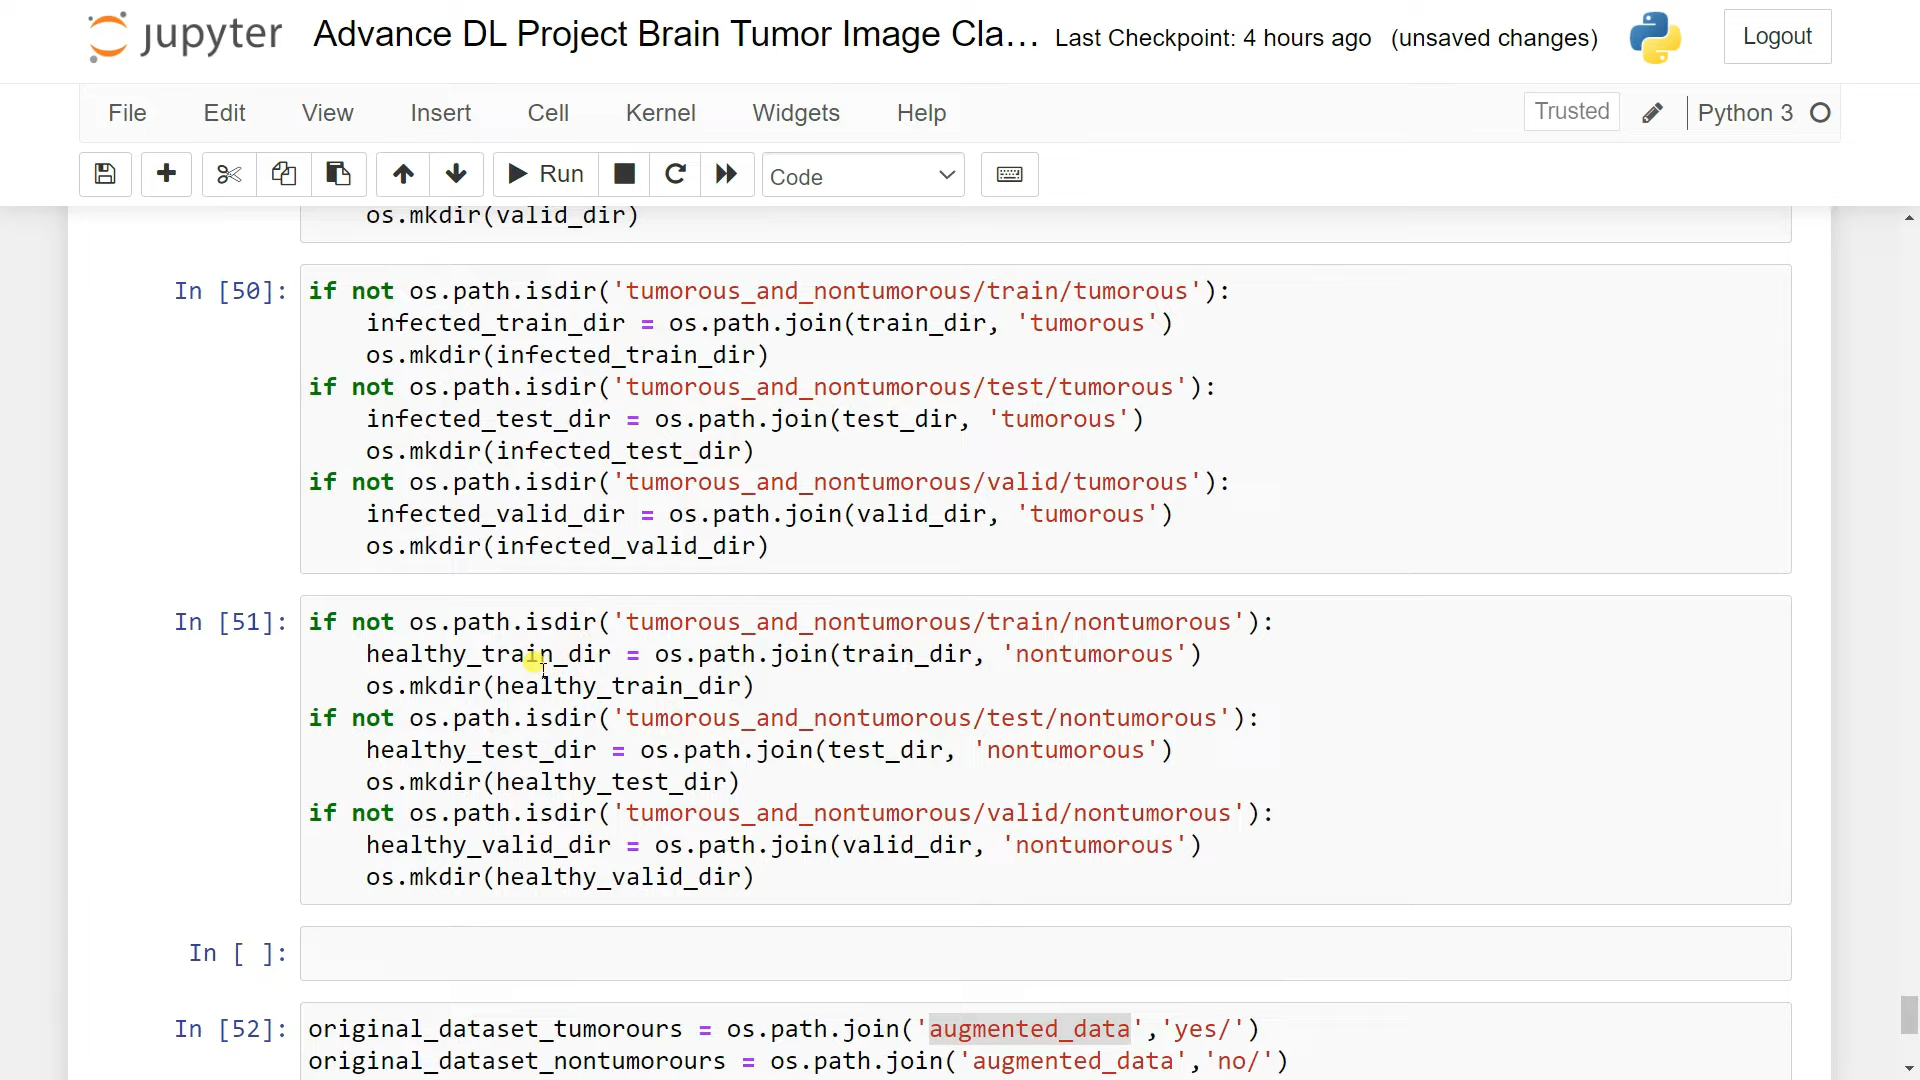 jupyter Advance DL Project Brain Tumor Image Cla... Last Checkpoint: 4 hours ago (unsaved changes) Logout
File Edit View Insert Cell Kernel Widgets Help Trusted Python 3
Run Code
os.mkdir(valid_dir)
In [50]: if not os.path.isdir('tumorous_and_nontumorous/train/tumorous'):
infected_train_dir = os.path.join(train_dir, 'tumorous')
os.mkdir(infected_train_dir)
if not os.path.isdir('tumorous_and_nontumorous/test/tumorous'):
infected_test_dir = os.path.join(test_dir, 'tumorous')
os.mkdir(infected_test_dir)
if not os.path.isdir('tumorous_and_nontumorous/valid/tumorous'):
infected_valid_dir = os.path.join(valid_dir, 'tumorous')
os.mkdir(infected_valid_dir)
In [51]: if not os.path.isdir('tumorous_and_nontumorous/train/nontumorous'):
healthy_train_dir = os.path.join(train_dir, 'nontumorous')
os.mkdir(healthy_train_dir)
if not os.path.isdir('tumorous_and_nontumorous/test/nontumorous'):
healthy_test_dir = os.path.join(test_dir, 'nontumorous')
os.mkdir(healthy_test_dir)
if not os.path.isdir('tumorous_and_nontumorous/valid/nontumorous'):
healthy_valid_dir = os.path.join(valid_dir, 'nontumorous')
os.mkdir(healthy_valid_dir)
In [ ]:
In [52]: original_dataset_tumorours = os.path.join('augmented_data','yes/')
original_dataset_nontumorours = os.path.join('augmented_data','no/')